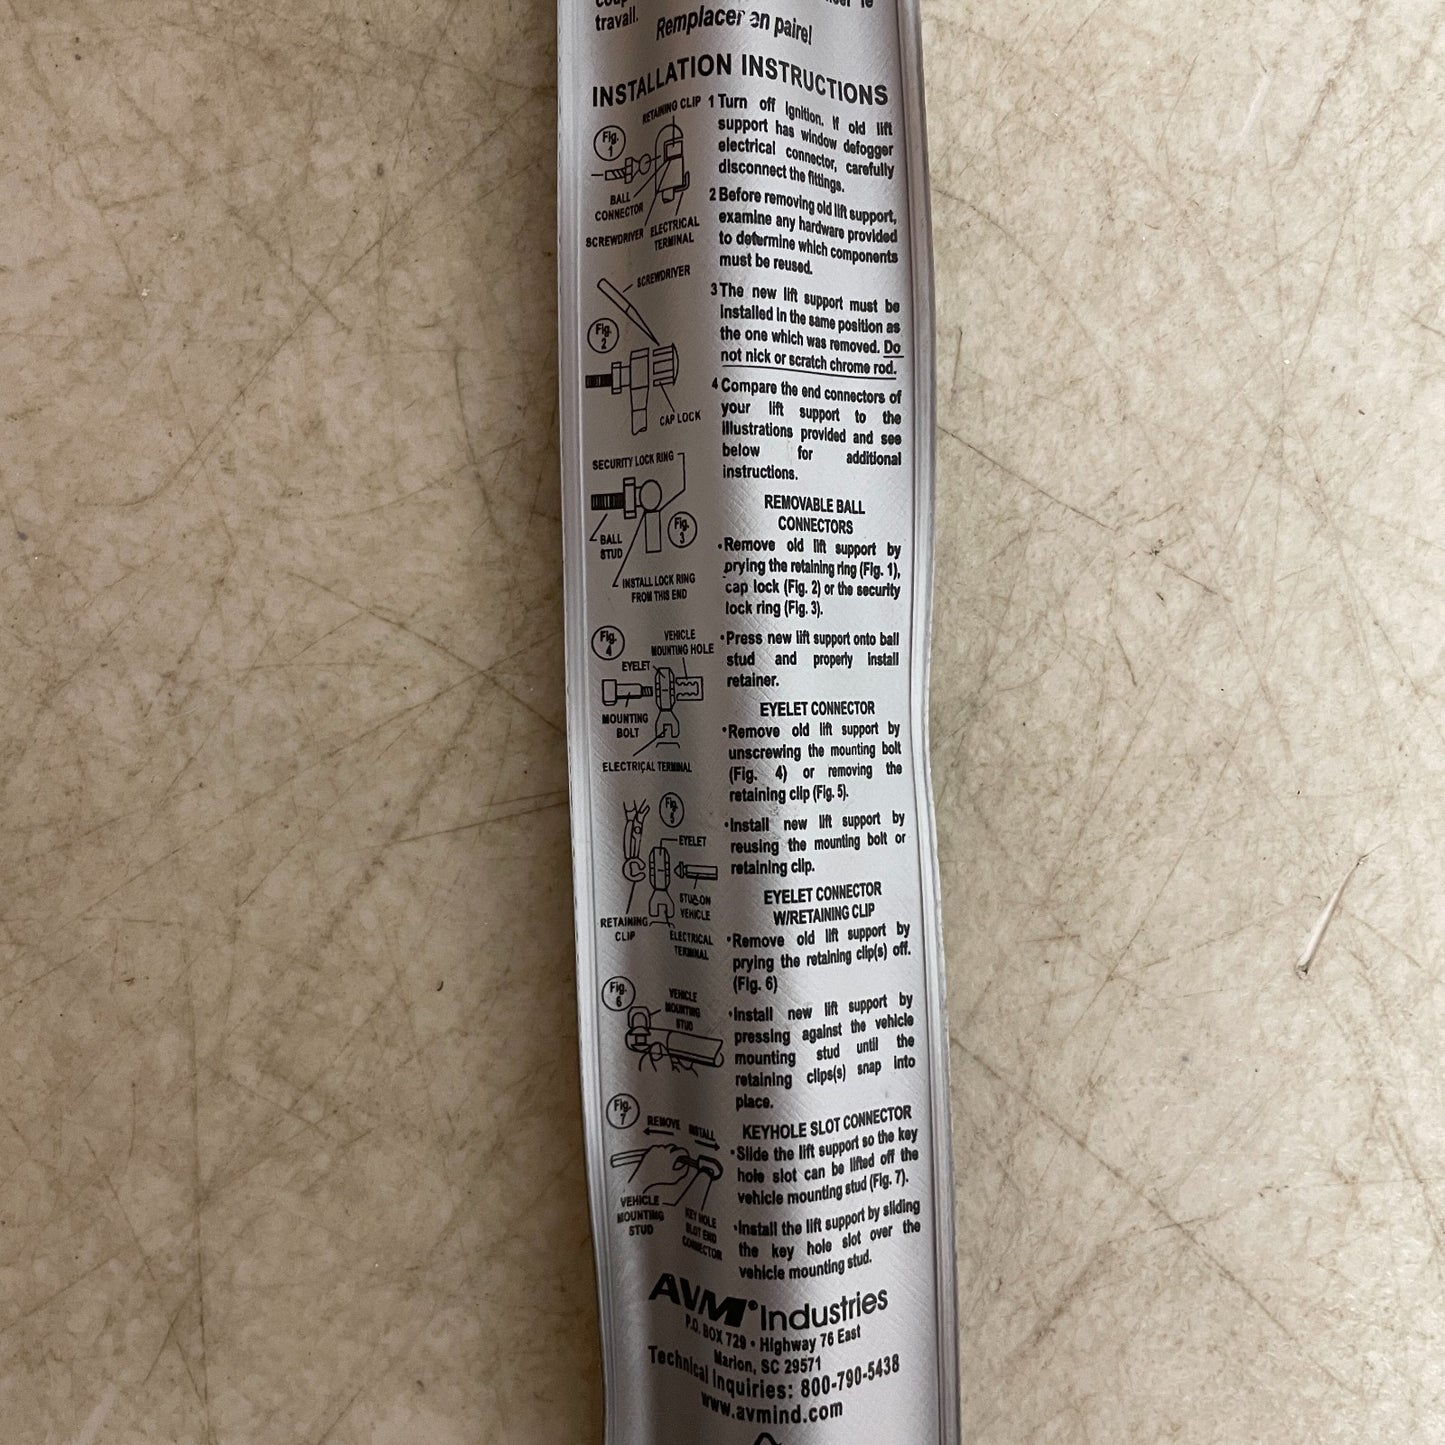 travail.
Remplacer en paire!
INSTALLATION INSTRUCTIONS
RETAINING CLIP
Fig. 1
BALL
CONNECTOR
SCREWDRIVER
ELECTRICAL
TERMINAL
SCREWDRIVER
Fig. 2
CAP LOCK
SECURITY LOCK RING
BALL
STUD
Fig. 3
INSTALL LOCK RING
FROM THIS END
Fig. 4
VEHICLE
MOUNTING HOLE
EYELET
MOUNTING
BOLT
ELECTRICAL TERMINAL
Fig. 5
EYELET
STUD ON
VEHICLE
RETAINING
CLIP
ELECTRICAL
TERMINAL
Fig. 6
VEHICLE
MOUNTING
STUD
Fig. 7
REMOVE INSTALL
VEHICLE
MOUNTING
STUD
KEY HOLE
SLOT END
CONNECTOR
1 Turn off Ignition. If old lift
support has window defogger
electrical connector, carefully
disconnect the fittings.
2 Before removing old lift support,
examine any hardware provided
to determine which components
must be reused.
3 The new lift support must be
installed in the same position as
the one which was removed. Do
not nick or scratch chrome rod.
4 Compare the end connectors of
your lift support to the
illustrations provided and see
below for additional
instructions.
REMOVABLE BALL
CONNECTORS
•Remove old lift support by
prying the retaining ring (Fig. 1),
cap lock (Fig. 2) or the security
lock ring (Fig. 3).
•Press new lift support onto ball
stud and properly install
retainer.
EYELET CONNECTOR
•Remove old lift support by
unscrewing the mounting bolt
(Fig. 4) or removing the
retaining clip (Fig. 5).
•Install new lift support by
reusing the mounting bolt or
retaining clip.
EYELET CONNECTOR
W/RETAINING CLIP
•Remove old lift support by
prying the retaining clip(s) off.
(Fig. 6)
•Install new lift support by
pressing against the vehicle
mounting stud until the
retaining clips(s) snap into
place.
KEYHOLE SLOT CONNECTOR
•Slide the lift support so the key
hole slot can be lifted off the
vehicle mounting stud (Fig. 7).
•Install the lift support by sliding
the key hole slot over the
vehicle mounting stud.
AVM® Industries
P.O. BOX 729 • Highway 76 East
Marion, SC 29571
Technical Inquiries: 800-790-5438
www.avmind.com